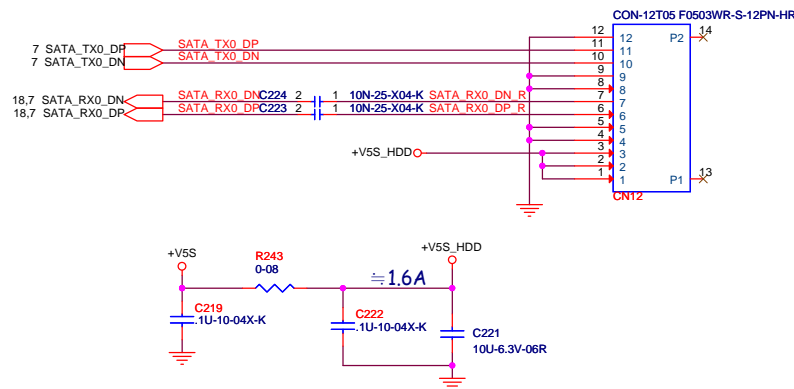 CON-12T05 F0503WR-S-12PN-HR
12 12 P2 14
7 SATA_TX0_DP SATA_TX0_DP 11 11
7 SATA_TX0_DN SATA_TX0_DN 10 10
9 9
8 8
18,7 SATA_RX0_DN SATA_RX0_DN C224 2 1 10N-25-X04-K SATA_RX0_DN_R 7 7
18,7 SATA_RX0_DP SATA_RX0_DP C223 2 1 10N-25-X04-K SATA_RX0_DP_R 6 6
5 5
4 4
+V5S_HDD 3 3
2 2
1 1 P1 13
CN12
+V5S
R243
0-08
+V5S_HDD
≒1.6A
C219
.1U-10-04X-K
C222
.1U-10-04X-K
C221
10U-6.3V-06R